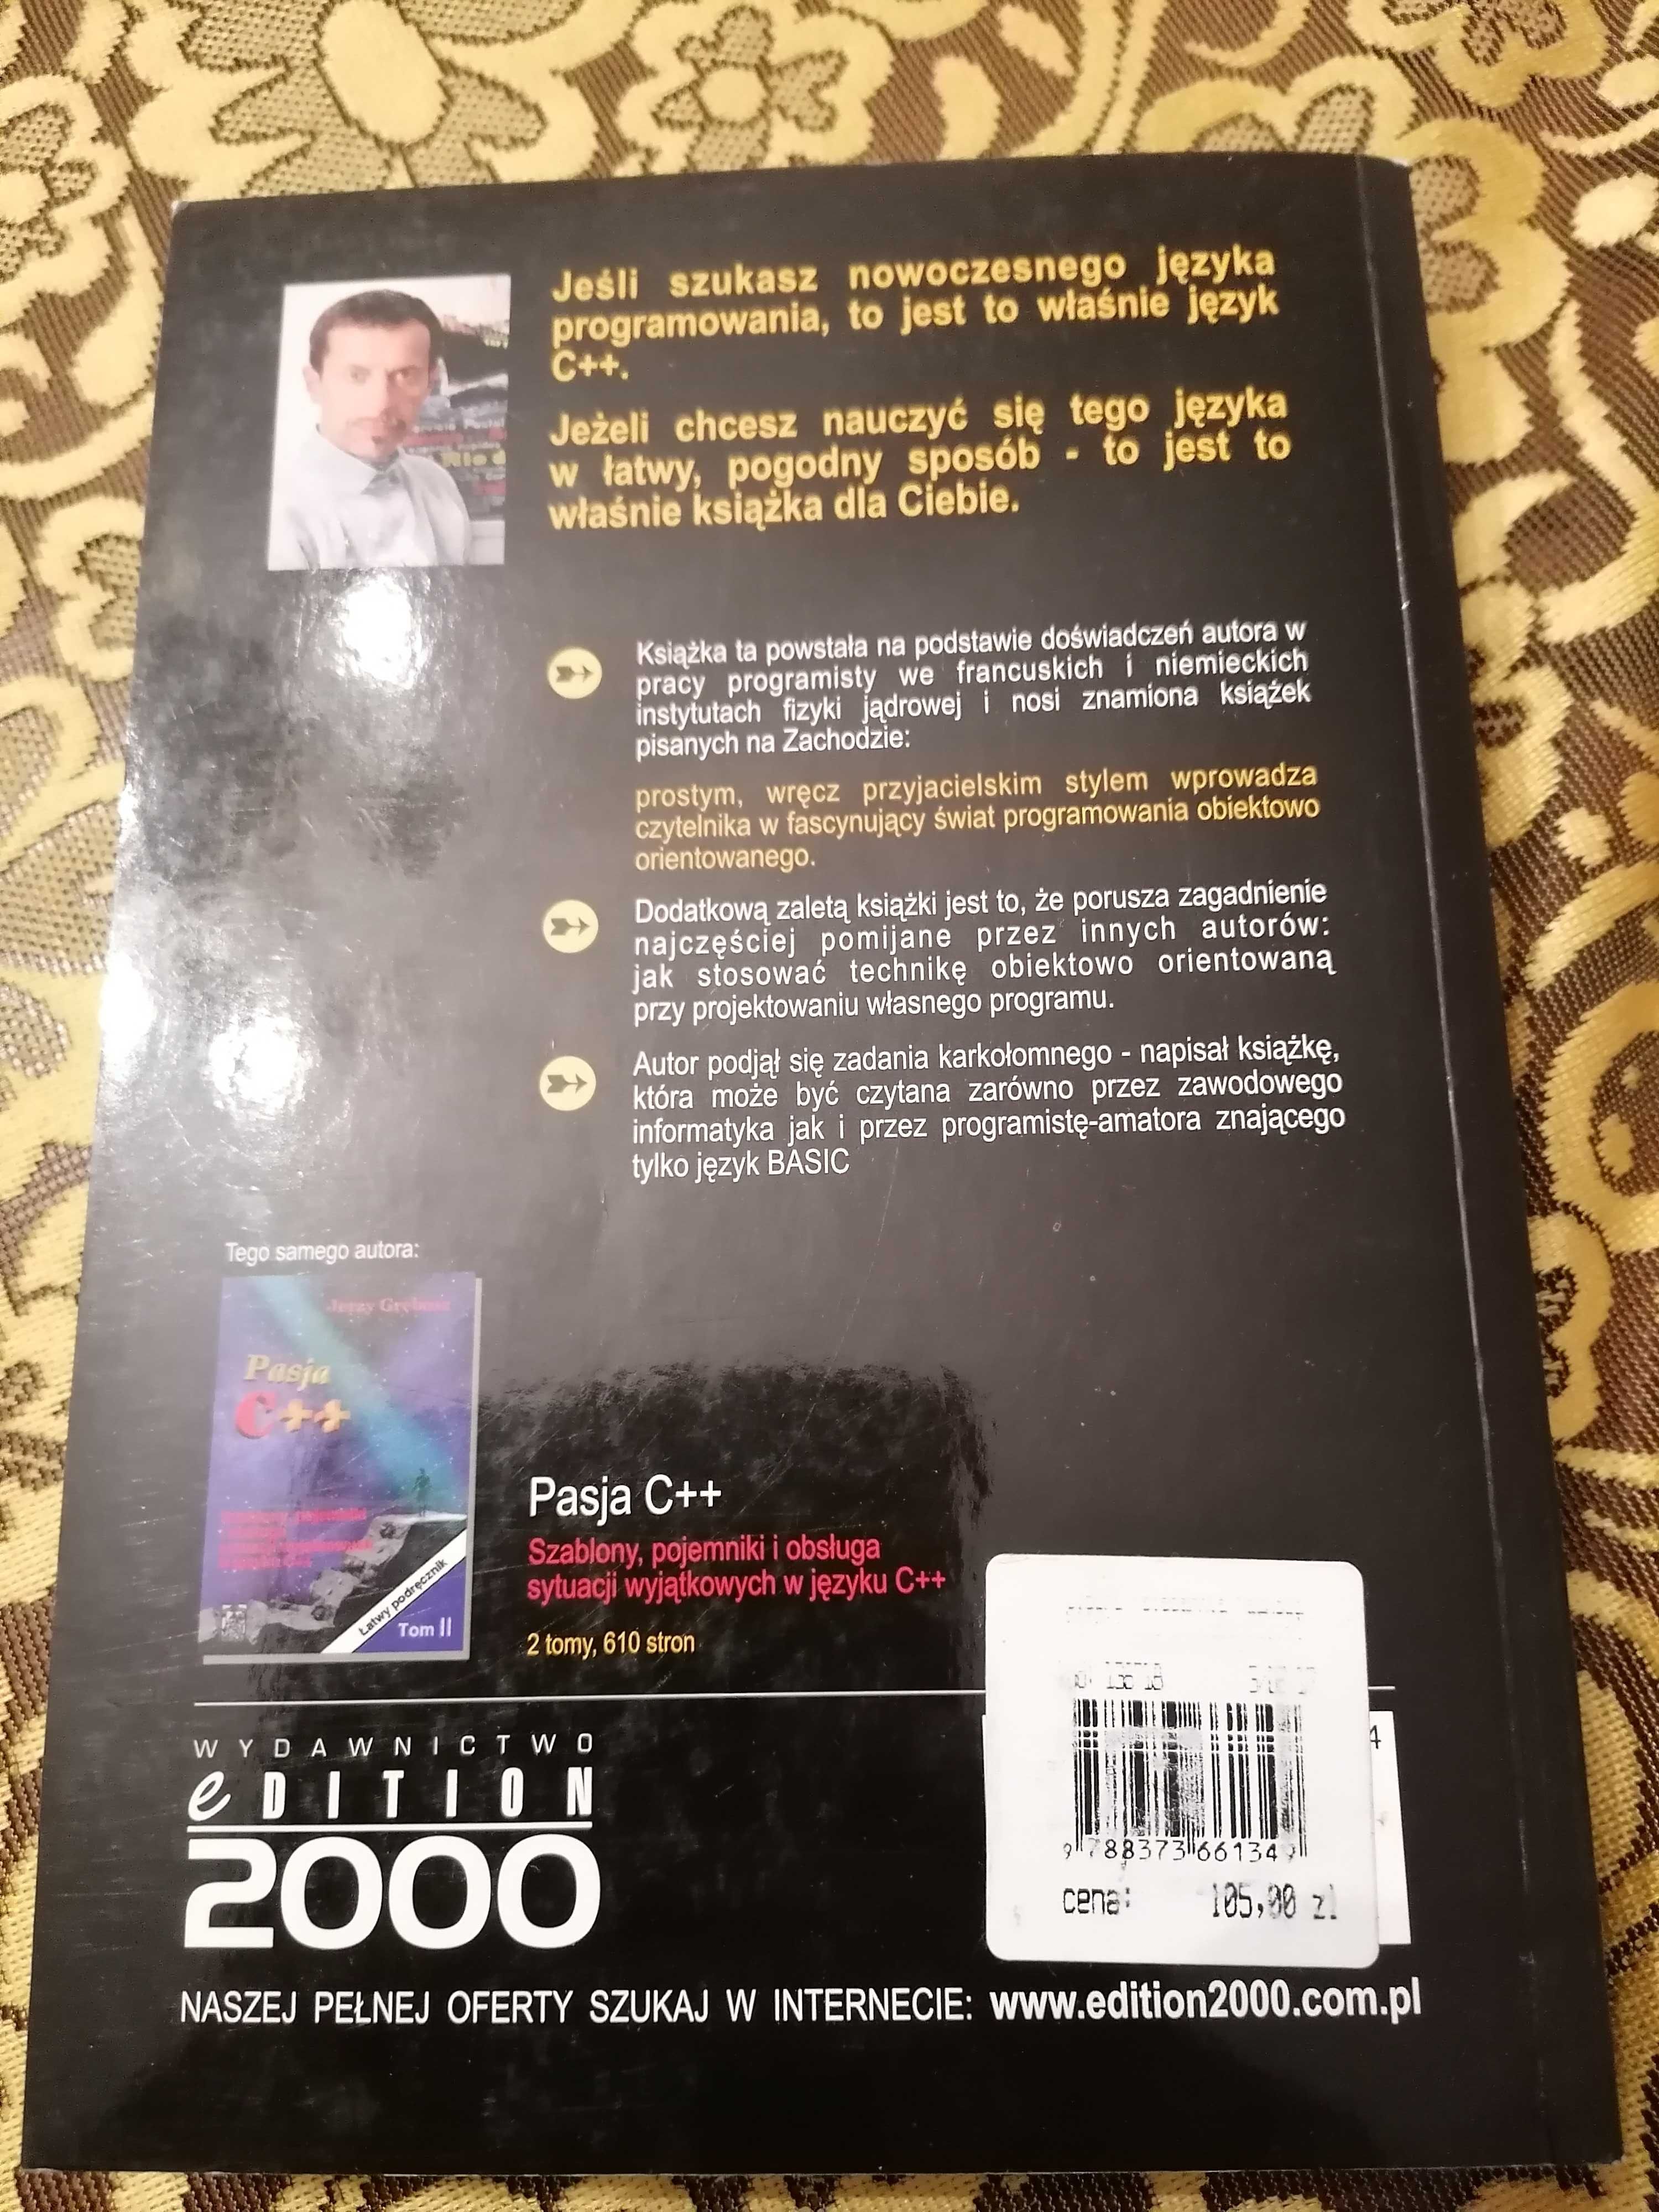 Jeśli szukasz nowoczesnego języka
programowania, to jest to właśnie język
C++.
Jeżeli chcesz nauczyć się tego języka
w łatwy, pogodny sposób - to jest to
właśnie książka dla Ciebie.
Książka ta powstała na podstawie doświadczeń autora w
pracy programisty we francuskich i niemieckich
instytutach fizyki jądrowej i nosi znamiona książek
pisanych na Zachodzie:
prostym, wręcz przyjacielskim stylem wprowadza
czytelnika w fascynujący świat programowania obiektowo
orientowanego.
Dodatkową zaletą książki jest to, że porusza zagadnienie
najczęściej pomijane przez innych autorów:
jak stosować technikę obiektowo orientowaną
przy projektowaniu własnego programu.
Autor podjął się zadania karkołomnego - napisał książkę,
która może być czytana zarówno przez zawodowego
informatyka jak i przez programistę-amatora znającego
tylko język BASIC
Tego samego autora:
Jerzy Grębosz
Pasja
C++
Łatwy podręcznik
Tom II
Pasja C++
Szablony, pojemniki i obsługa
sytuacji wyjątkowych w języku C++
2 tomy, 610 stron
WYDAWNICTWO
eDITION
2000
4
9 788373 661349
cena: 105,00 zł
NASZEJ PEŁNEJ OFERTY SZUKAJ W INTERNECIE: www.edition2000.com.pl